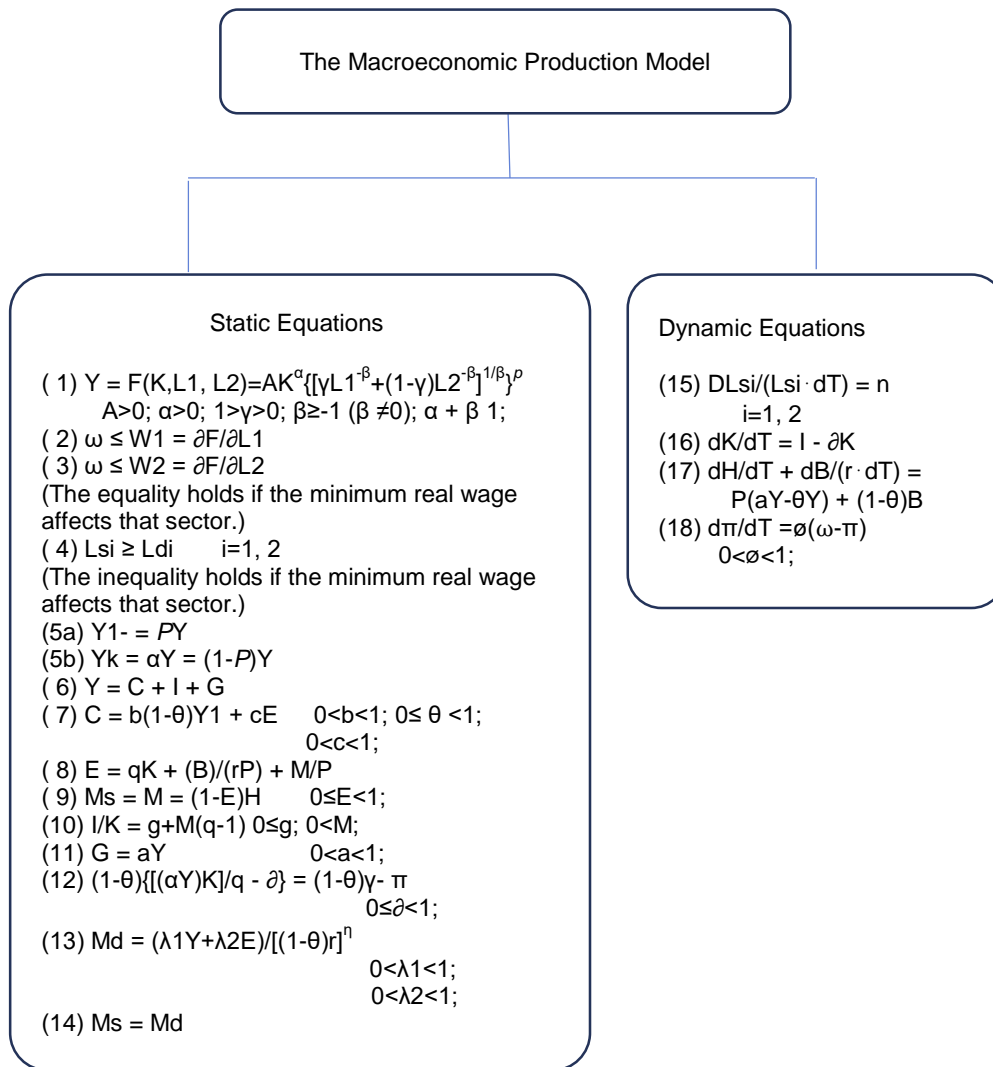 The Macroeconomic Production Model
Static Equations
( 1) Y = F(K,L1, L2)=AK^α{[γL1^-β+(1-γ)L2^-β]^1/β}^p
A>0; α>0; 1>γ>0; β≥-1 (β ≠0); α + β 1;
( 2) ω ≤ W1 = ∂F/∂L1
( 3) ω ≤ W2 = ∂F/∂L2
(The equality holds if the minimum real wage
affects that sector.)
( 4) Lsi ≥ Ldi i=1, 2
(The inequality holds if the minimum real wage
affects that sector.)
(5a) Y1- = PY
(5b) Yk = αY = (1-P)Y
( 6) Y = C + I + G
( 7) C = b(1-θ)Y1 + cE 0<b<1; 0≤ θ <1;
0<c<1;
( 8) E = qK + (B)/(rP) + M/P
( 9) Ms = M = (1-E)H 0≤E<1;
(10) I/K = g+M(q-1) 0≤g; 0<M;
(11) G = aY 0<a<1;
(12) (1-θ){[(αY)K]/q - ∂} = (1-θ)γ- π
0≤∂<1;
(13) Md = (λ1Y+λ2E)/[(1-θ)r]^η
0<λ1<1;
0<λ2<1;
(14) Ms = Md
Dynamic Equations
(15) DLsi/(Lsi·dT) = n
i=1, 2
(16) dK/dT = I - ∂K
(17) dH/dT + dB/(r·dT) =
P(aY-θY) + (1-θ)B
(18) dπ/dT =ø(ω-π)
0<ø<1;